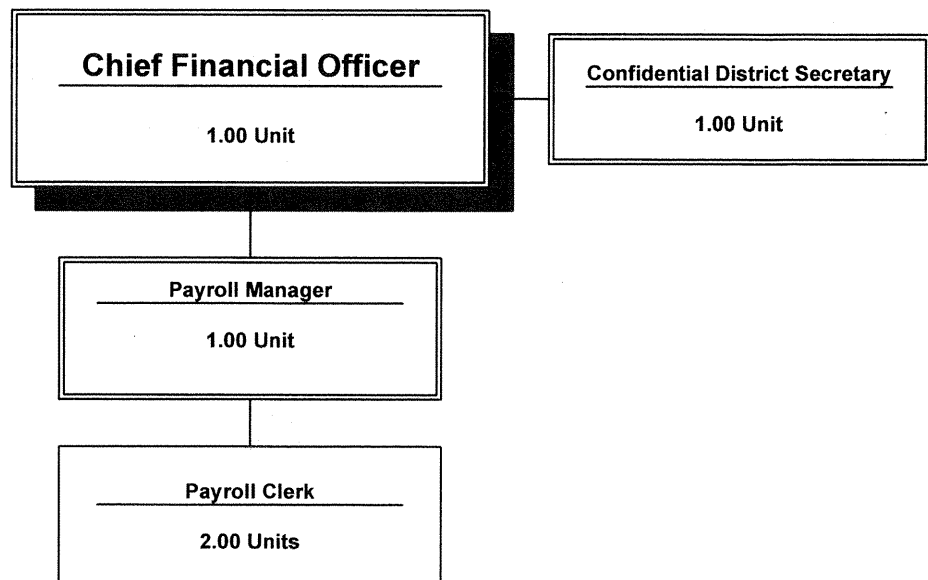 Chief Financial Officer
1.00 Unit
Confidential District Secretary
1.00 Unit
Payroll Manager
1.00 Unit
Payroll Clerk
2.00 Units